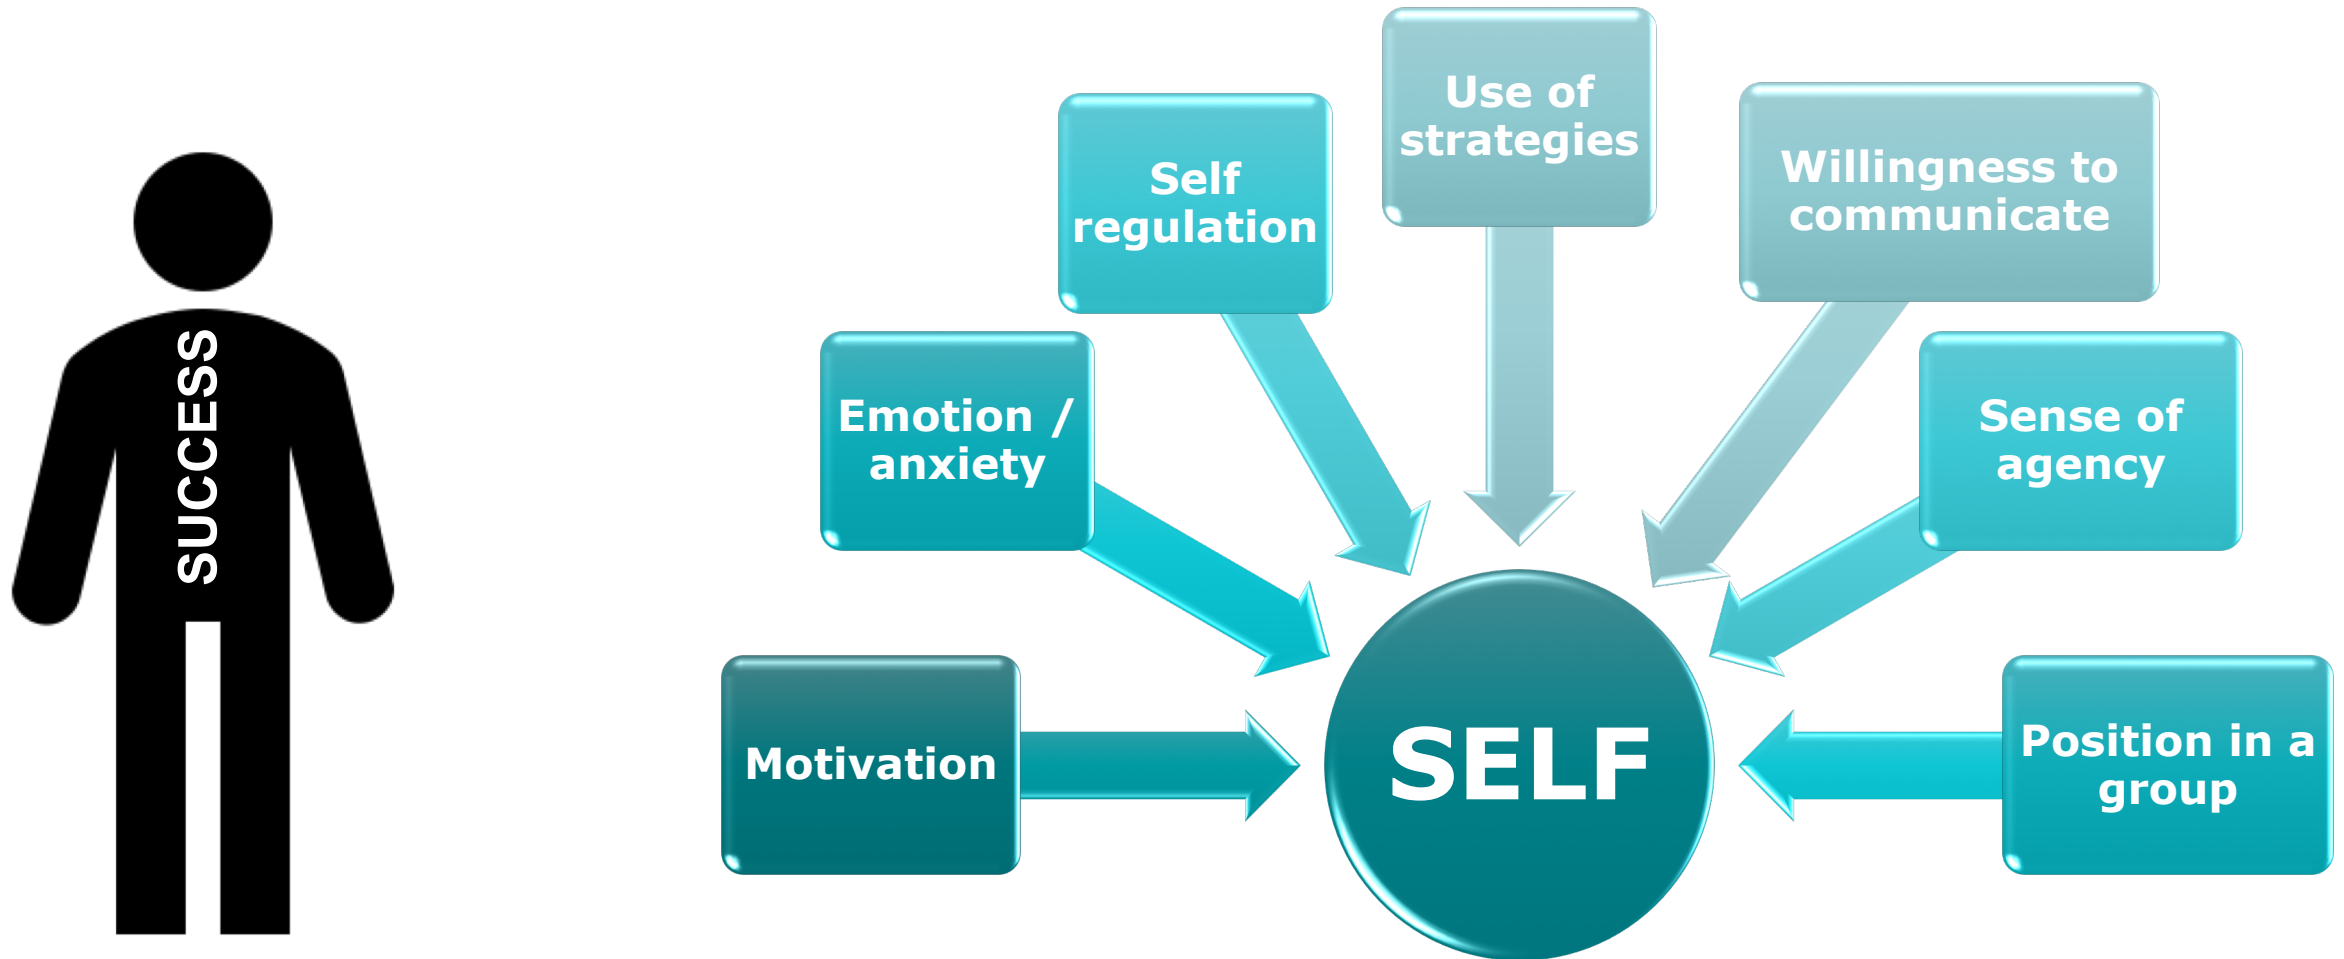 SUCCESS
Motivation
Emotion /
anxiety
Self
regulation
Use of
strategies
Willingness to
communicate
Sense of
agency
Position in a
group
SELF